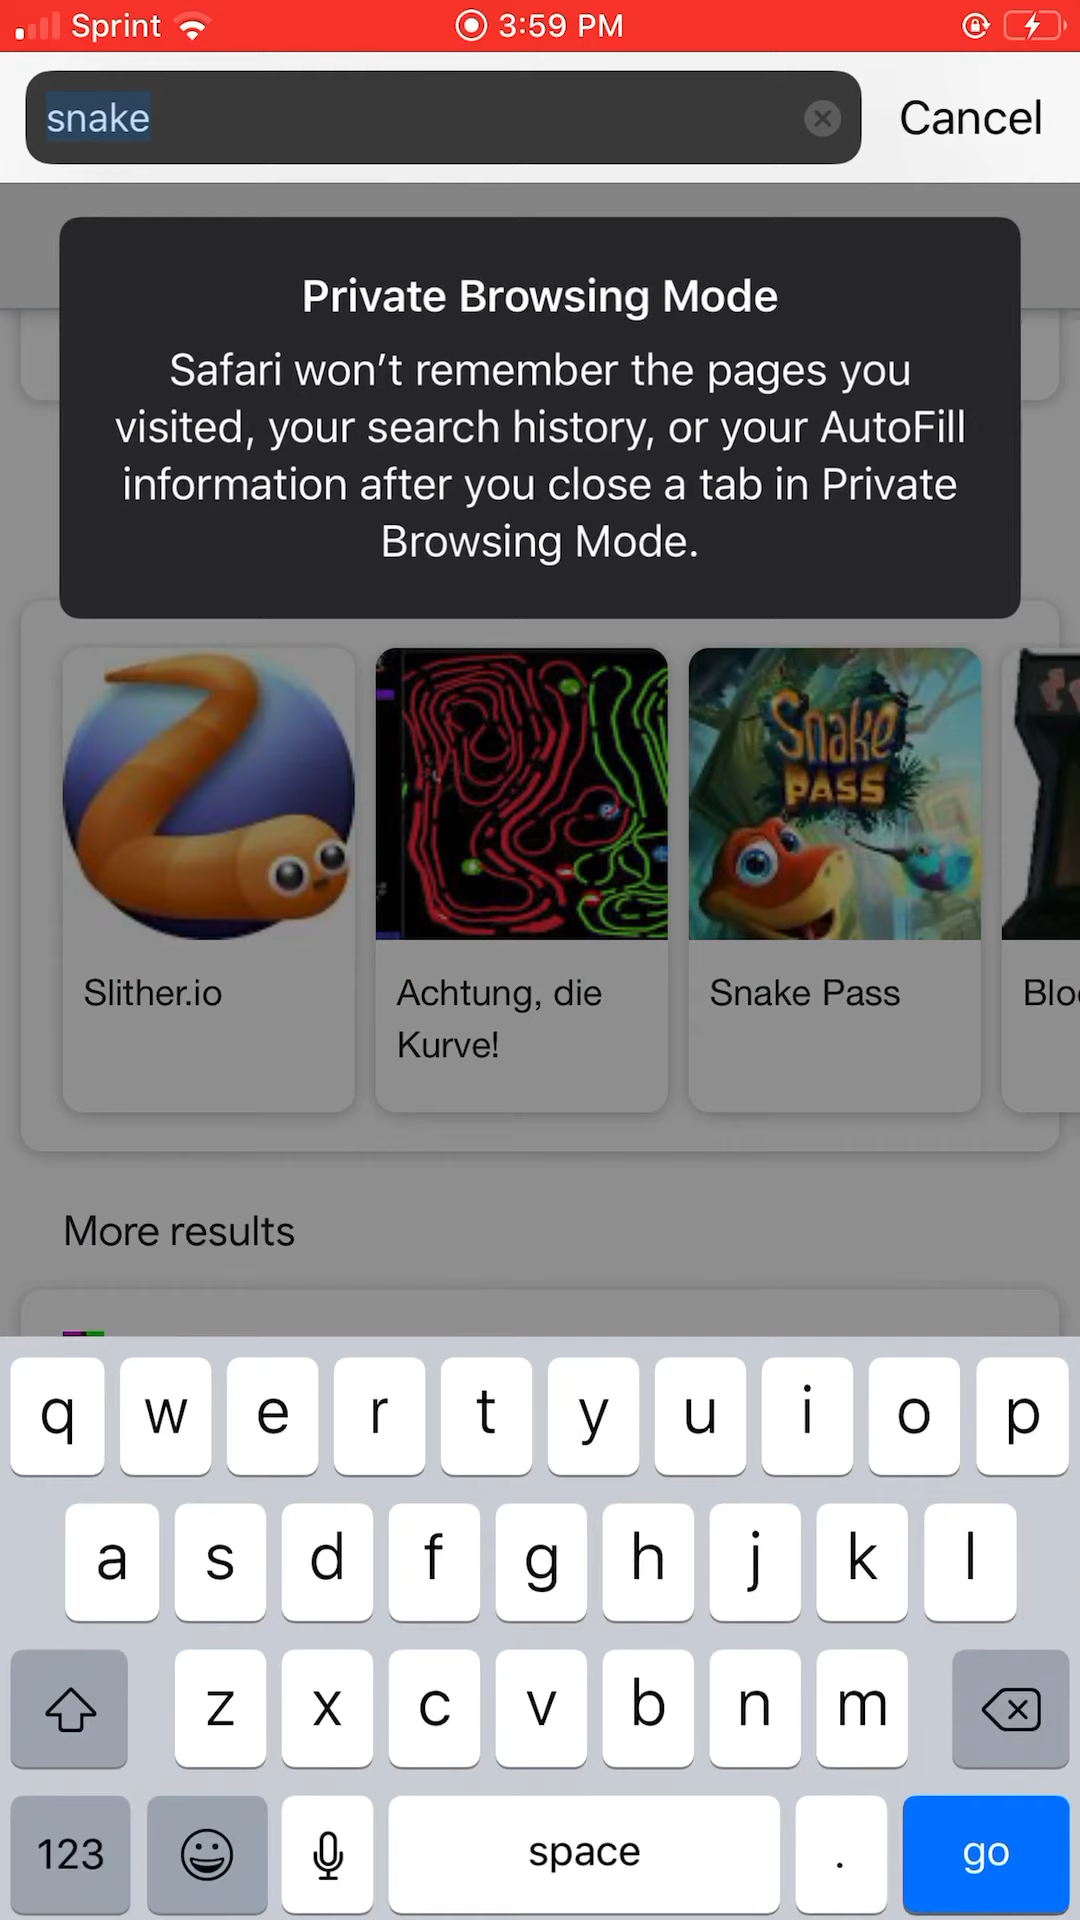 Sprint 3:59 PM
snake Cancel
Private Browsing Mode
Safari won’t remember the pages you
visited, your search history, or your AutoFill
information after you close a tab in Private
Browsing Mode.
Snake
PASS
Slither.io Achtung, die Snake Pass Blo
Kurve!
More results
q w e r t y u i o p
a s d f g h j k l
z x c v b n m
123 space . go